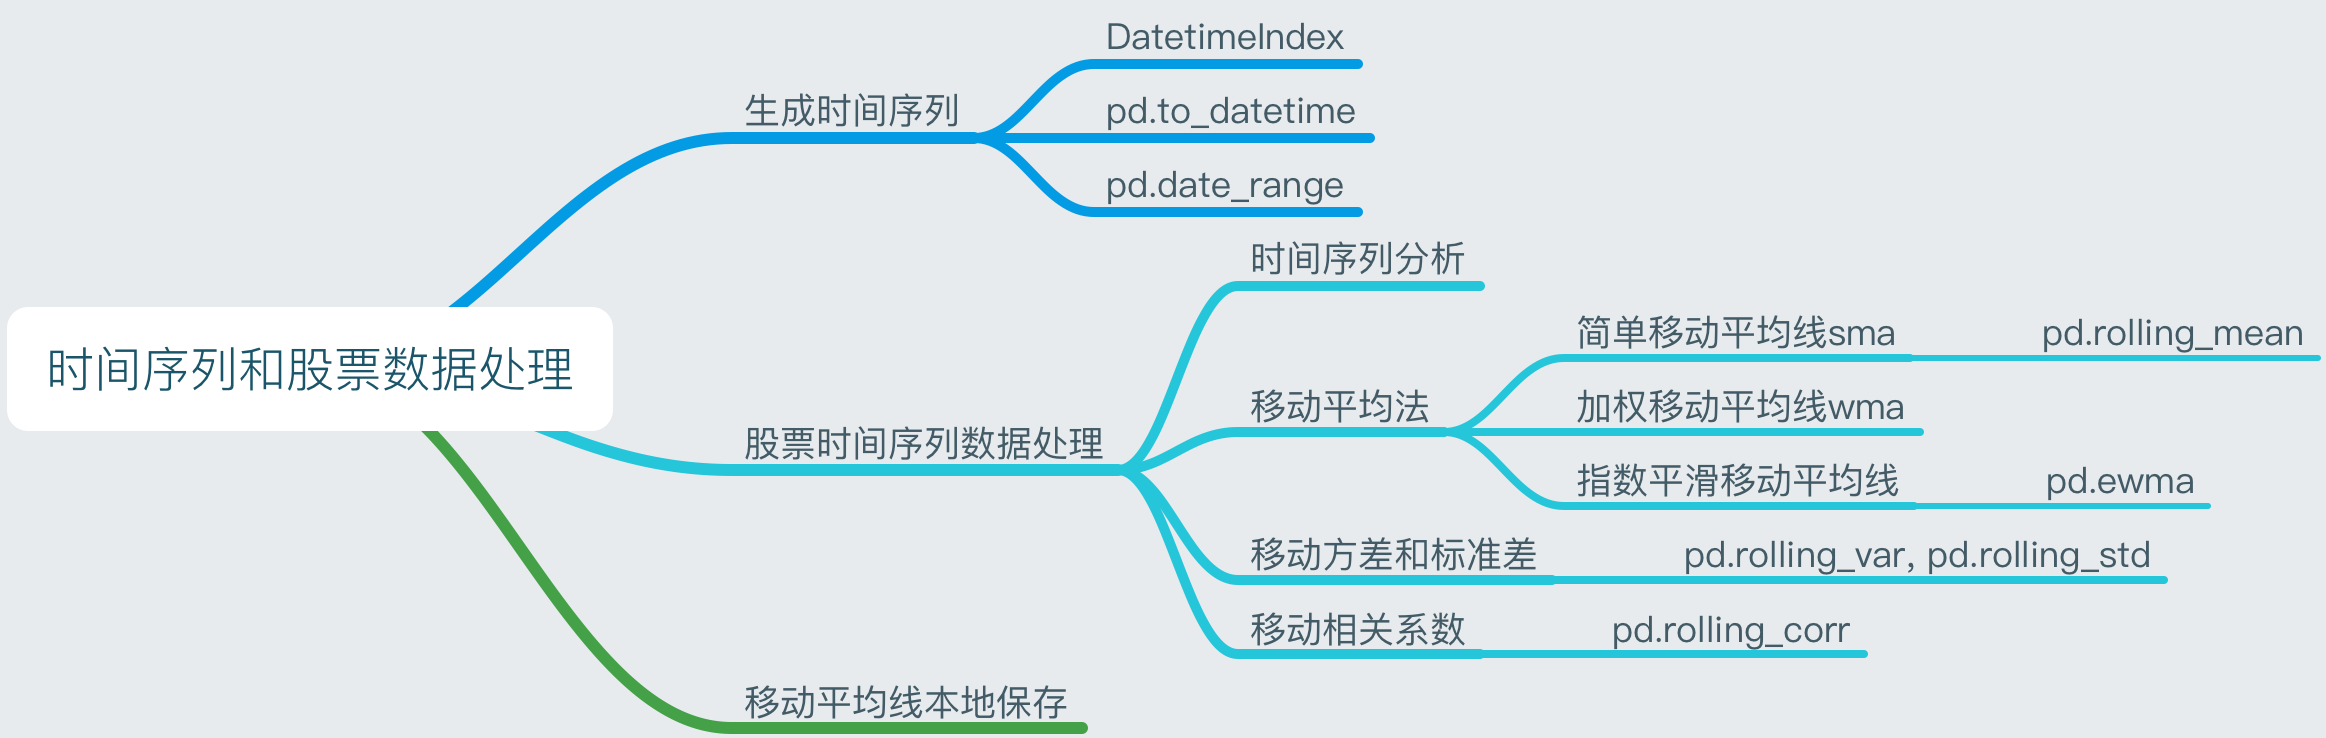 时间序列和股票数据处理
生成时间序列
DatetimeIndex
pd.to_datetime
pd.date_range
股票时间序列数据处理
时间序列分析
移动平均法
简单移动平均线sma
pd.rolling_mean
加权移动平均线wma
指数平滑移动平均线
pd.ewma
移动方差和标准差
pd.rolling_var, pd.rolling_std
移动相关系数
pd.rolling_corr
移动平均线本地保存